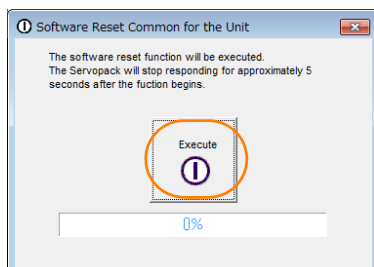 Software Reset Common for the Unit
The software reset function will be executed.
The Servopack will stop responding for approximately 5
seconds after the fuction begins.
Execute
0%